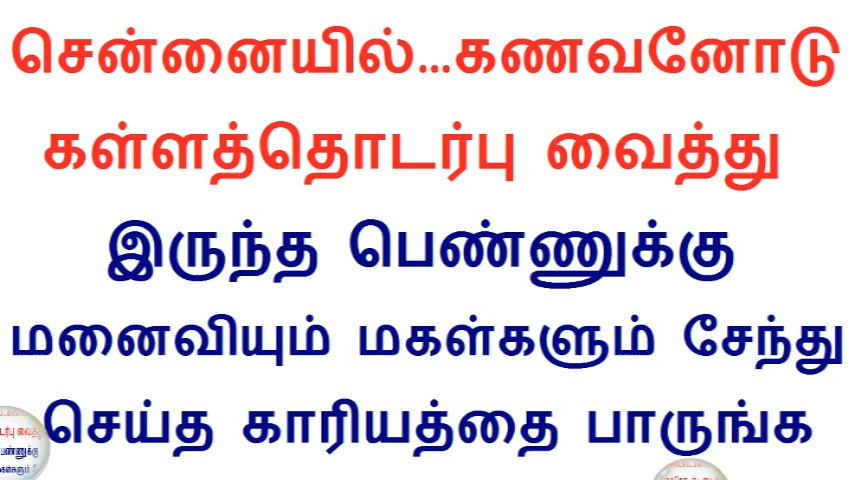 சென்னையில்...கணவனோடு
கள்ளத்தொடர்பு வைத்து
இருந்த பெண்ணுக்கு
மனைவியும் மகள்களும் சேந்து
செய்த காரியத்தை பாருங்க